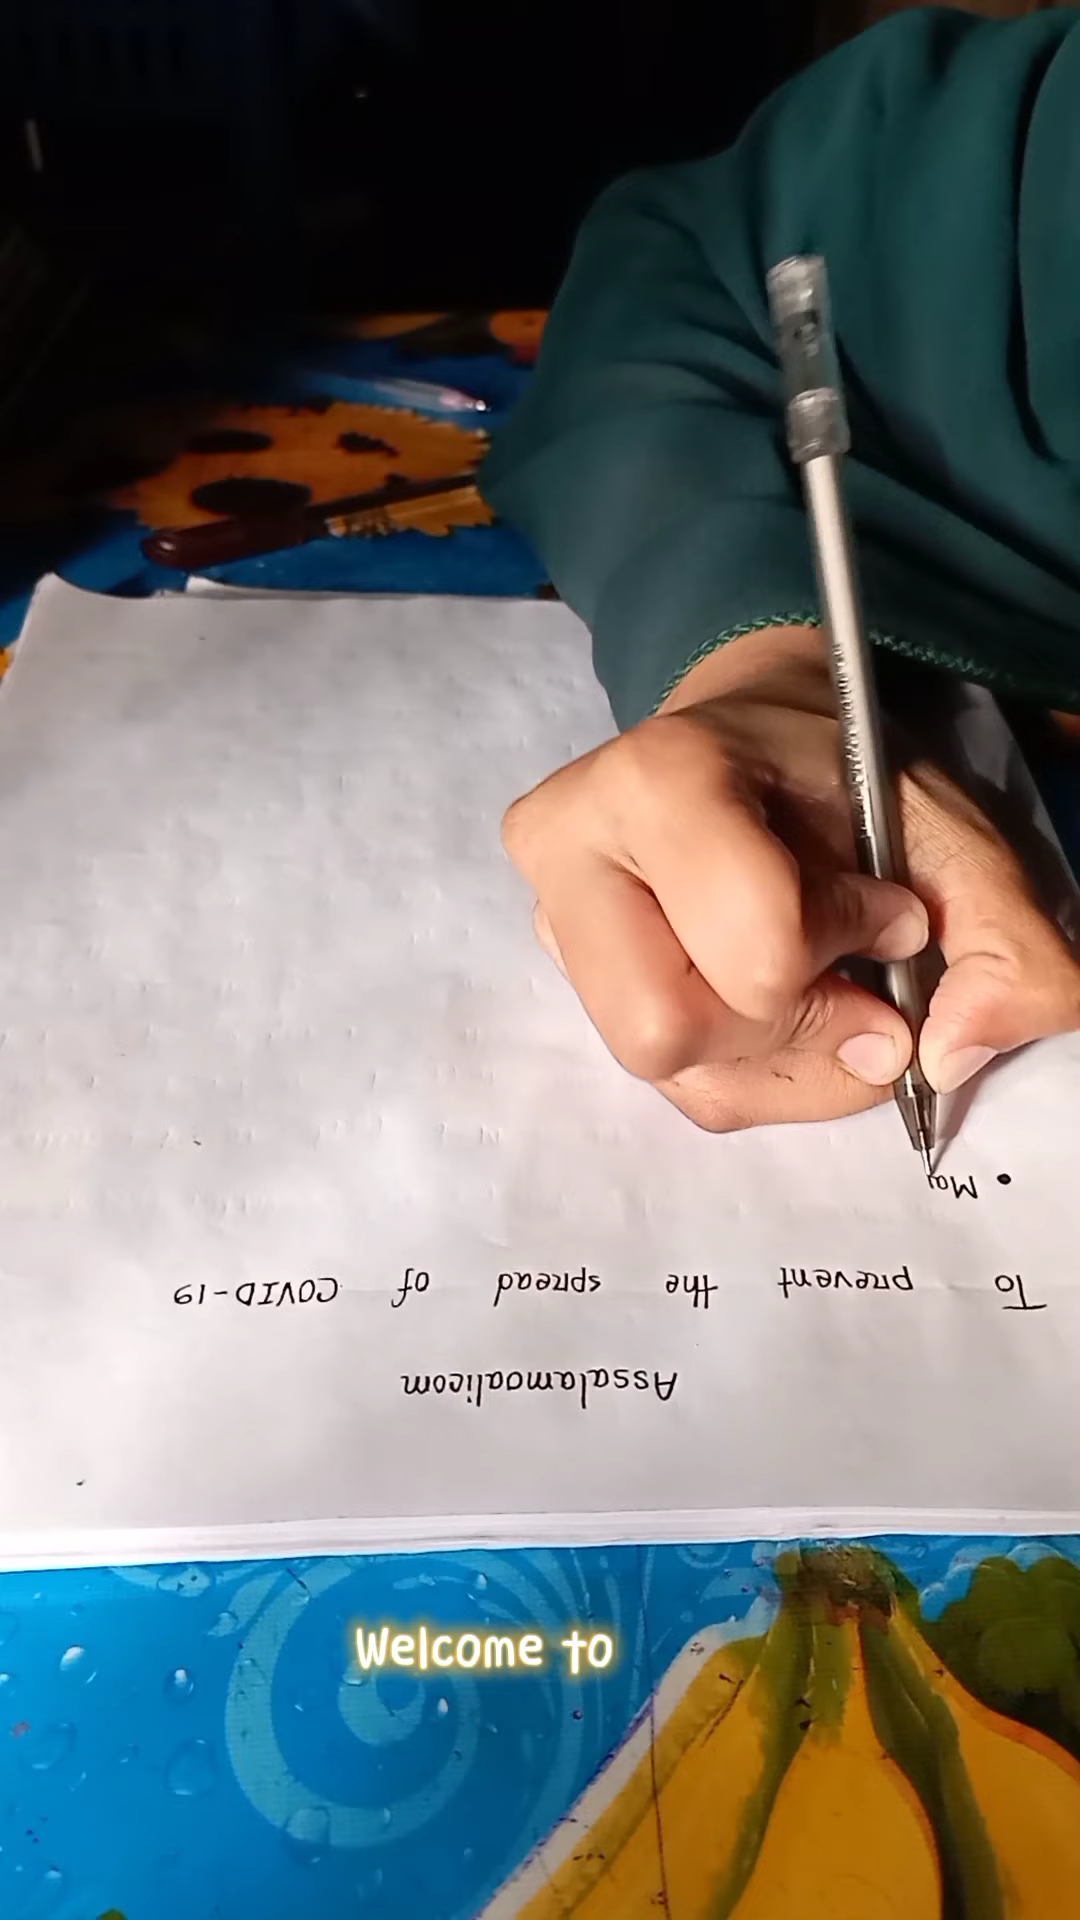 Assalamoalicom
To prevent the spread of COVID-19
• Ma
Welcome to